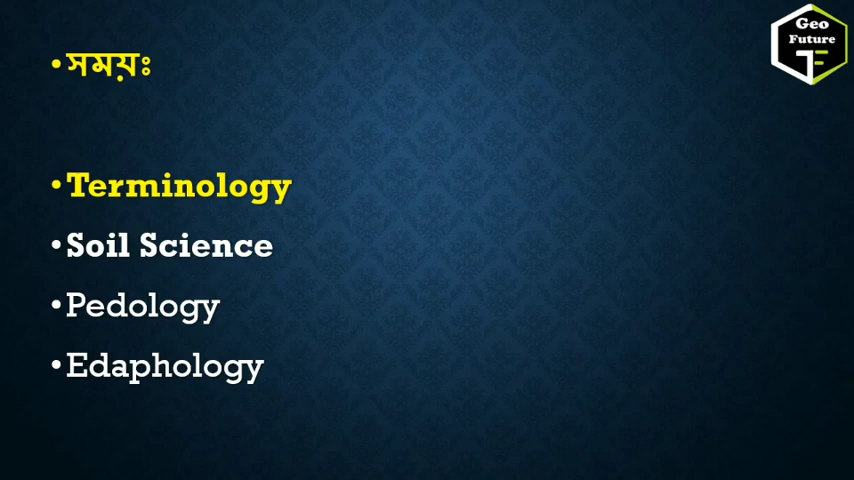 Geo
Future
•সময়ঃ
•Terminology
•Soil Science
•Pedology
•Edaphology